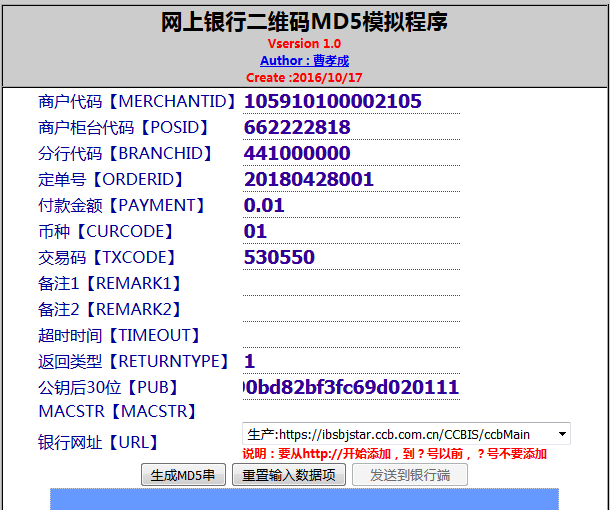 网上银行二维码MD5模拟程序
Vsersion 1.0
Author : 曹孝成
Create :2016/10/17
商户代码【MERCHANTID】 105910100002105
商户柜台代码【POSID】 662222818
分行代码【BRANCHID】 441000000
定单号【ORDERID】 20180428001
付款金额【PAYMENT】 0.01
币种【CURCODE】 01
交易码【TXCODE】 530550
备注1【REMARK1】
备注2【REMARK2】
超时时间【TIMEOUT】
返回类型【RETURNTYPE】 1
公钥后30位【PUB】 0bd82bf3fc69d020111
MACSTR【MACSTR】
银行网址【URL】 生产:https://ibsbjstar.ccb.com.cn/CCBIS/ccbMain
说明：要从http://开始添加，到？号以前，？号不要添加
生成MD5串 重置输入数据项 发送到银行端